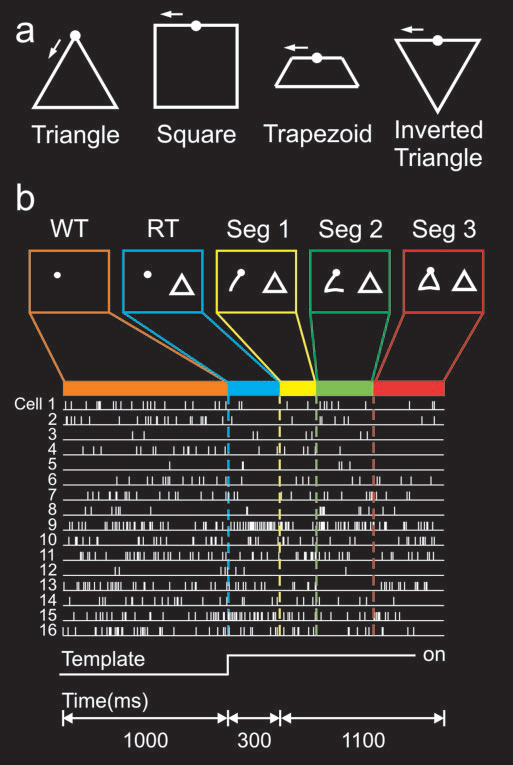 a
Triangle
Square
Trapezoid
Inverted
Triangle
b
WT RT Seg 1 Seg 2 Seg 3
Cell 1
2
3
4
5
6
7
8
9
10
11
12
13
14
15
16
Template on
Time(ms)
1000 300 1100